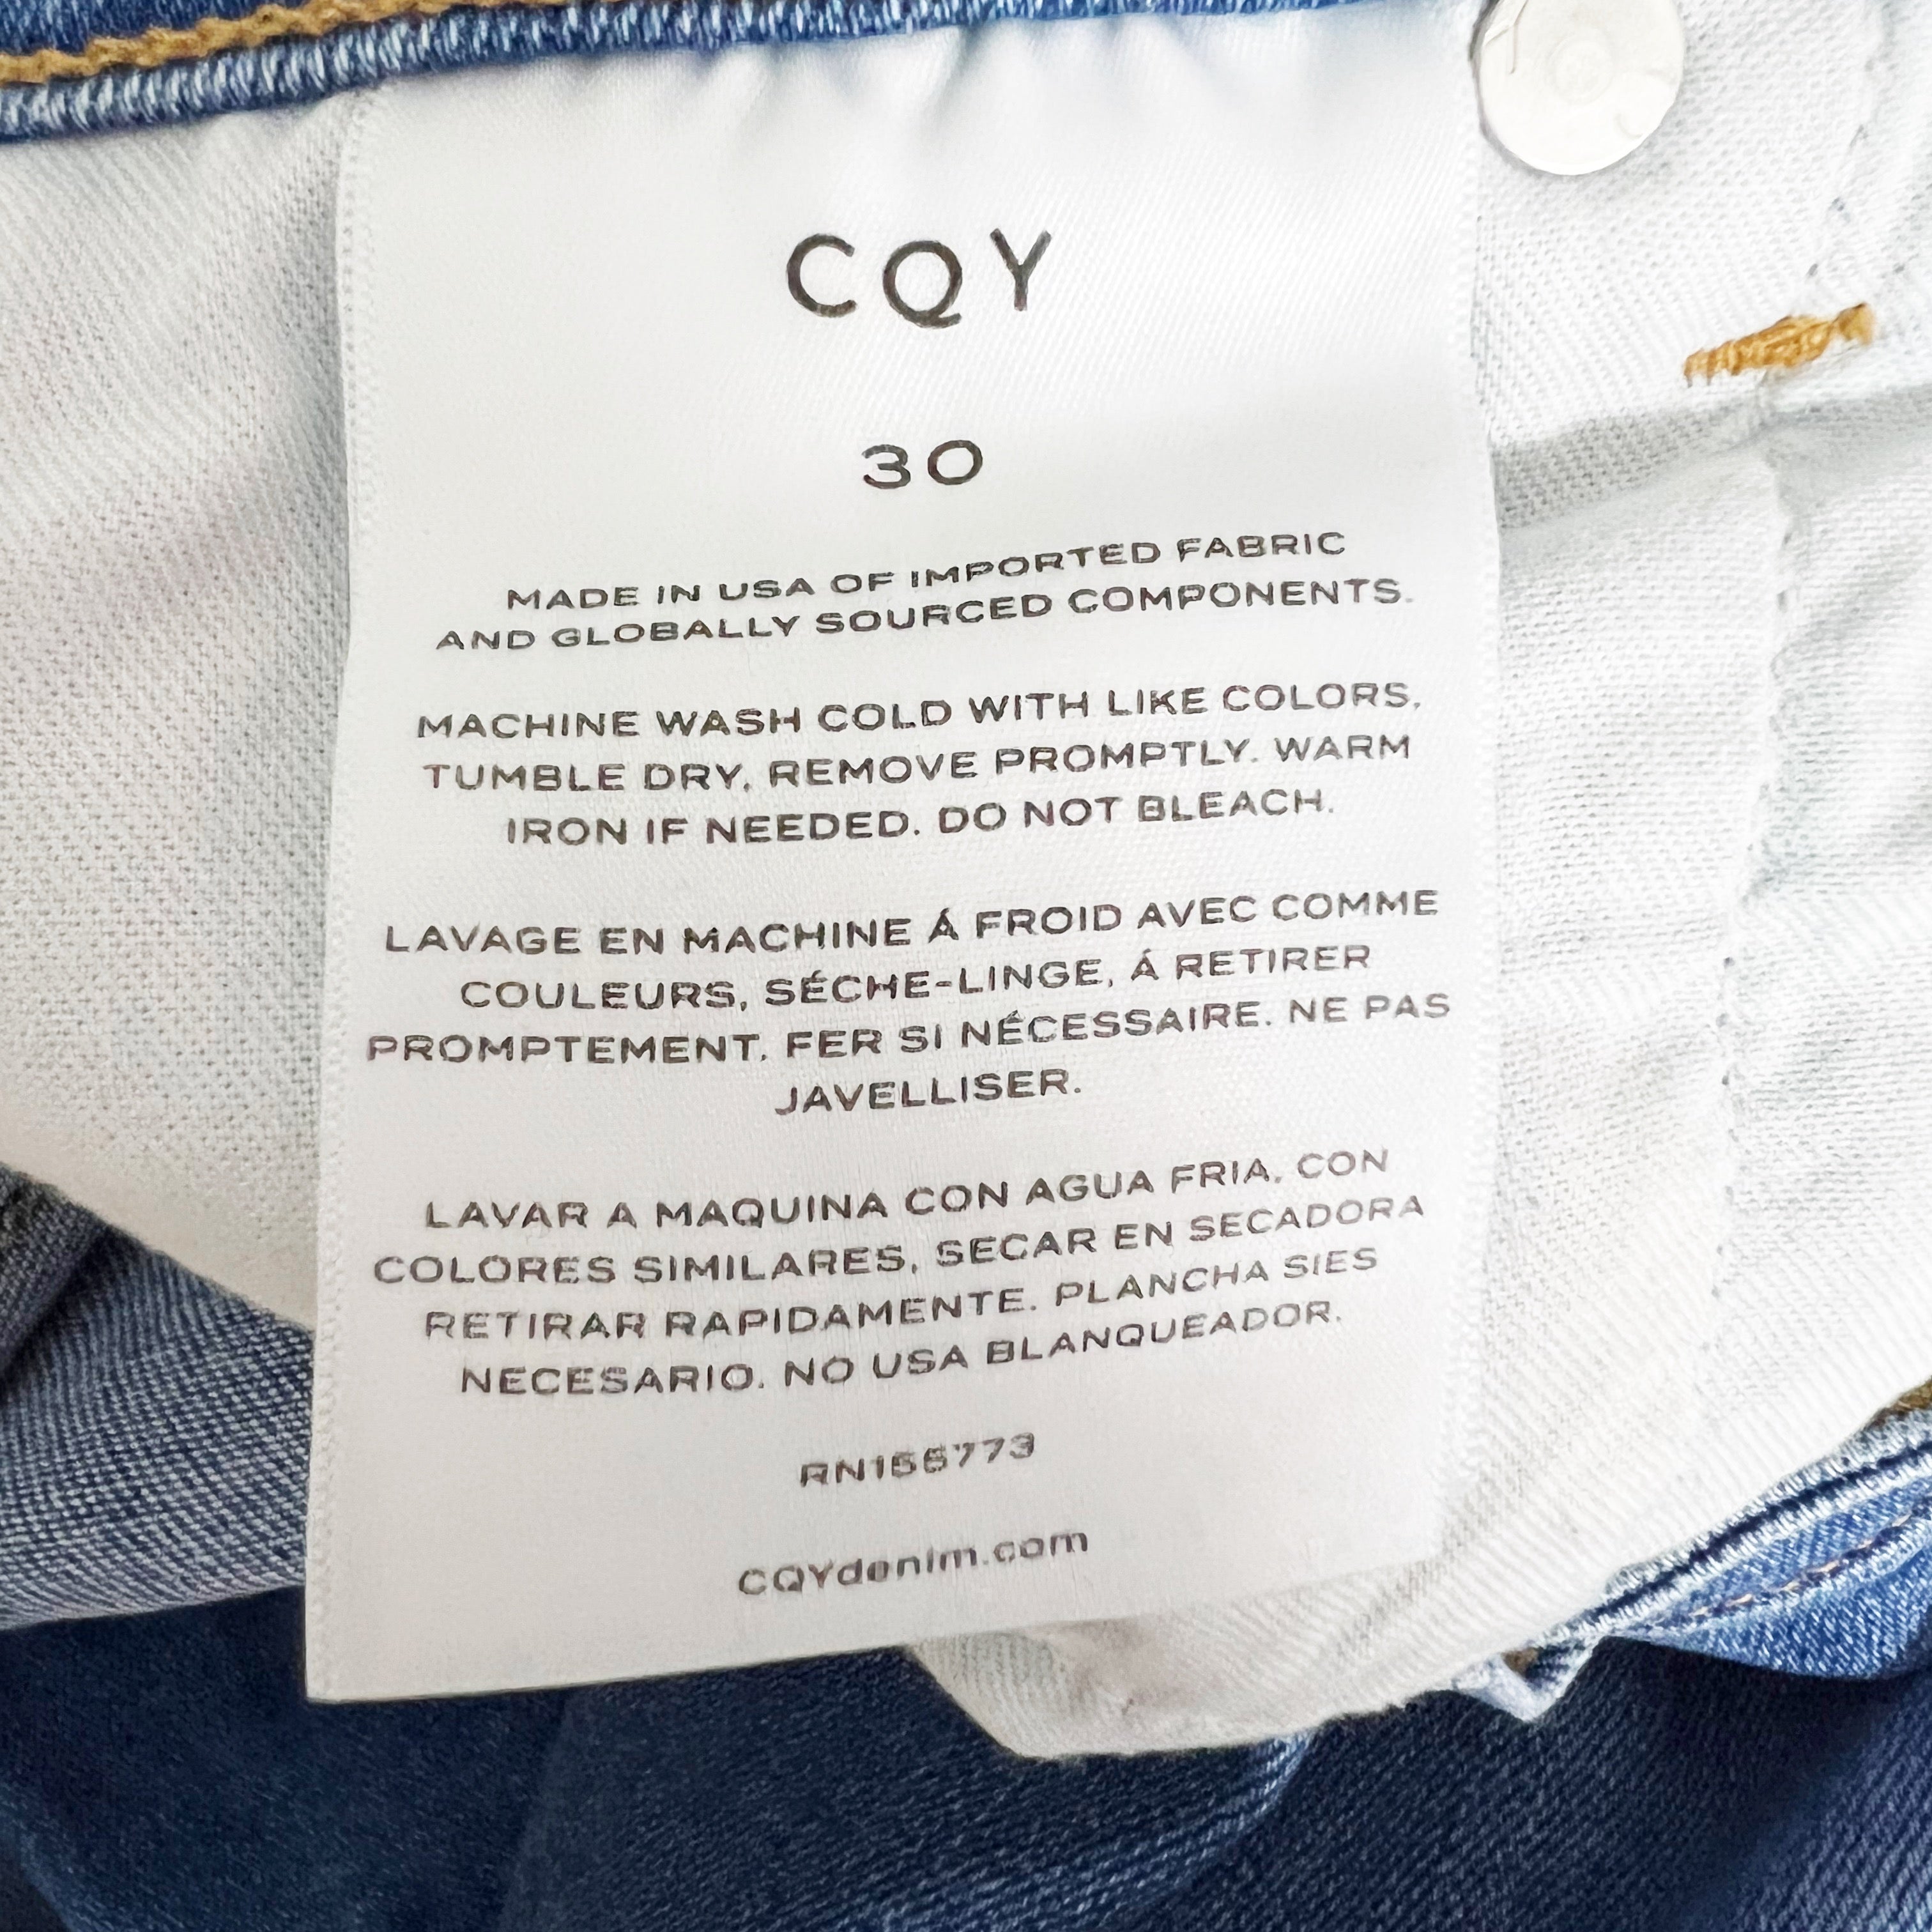 CQY
30
MADE IN USA OF IMPORTED FABRIC
AND GLOBALLY SOURCED COMPONENTS.
MACHINE WASH COLD WITH LIKE COLORS,
TUMBLE DRY, REMOVE PROMPTLY. WARM
IRON IF NEEDED. DO NOT BLEACH.
LAVAGE EN MACHINE Á FROID AVEC COMME
COULEURS, SÉCHE-LINGE, Á RETIRER
PROMPTEMENT. FER SI NÉCESSAIRE. NE PAS
JAVELLISER.
LAVAR A MAQUINA CON AGUA FRIA, CON
COLORES SIMILARES, SECAR EN SECADORA
RETIRAR RAPIDAMENTE. PLANCHA SIES
NECESARIO. NO USA BLANQUEADOR.
CQYdenim.com